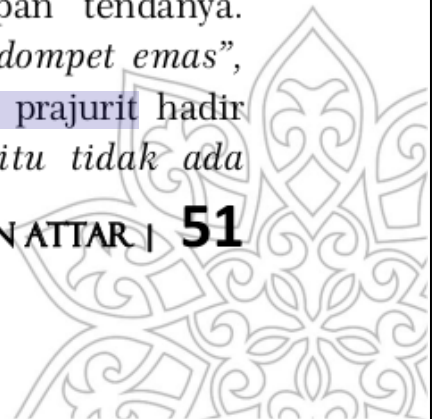 tendanya.
dompet emas”,
prajurit hadir
itu tidak ada
ATTAR | 51